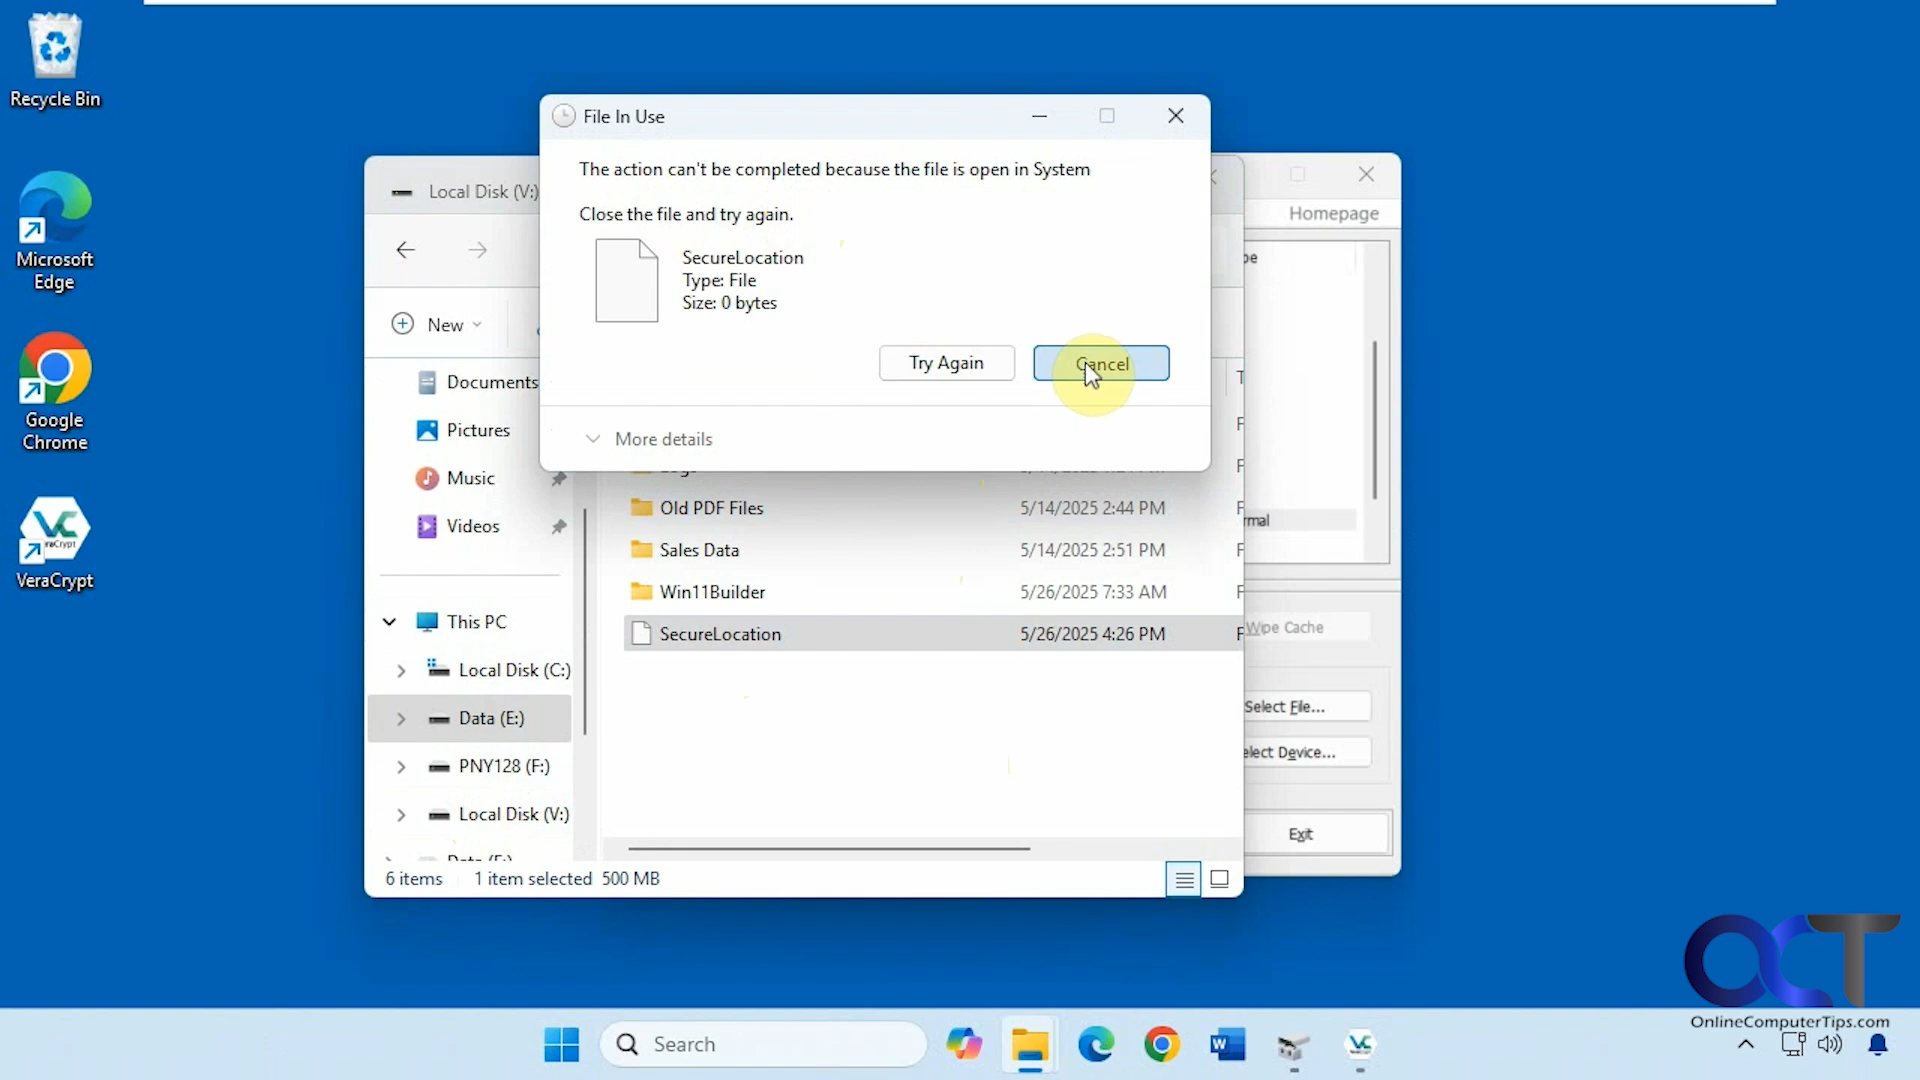 Recycle Bin
Microsoft
Edge
Google
Chrome
VeraCrypt
File In Use
The action can't be completed because the file is open in System
Close the file and try again.
SecureLocation
Type: File
Size: 0 bytes
Try Again
Cancel
More details
Local Disk (V:)
Homepage
New
Documents
Pictures
Music
Videos
This PC
Local Disk (C:)
Data (E:)
PNY128 (F:)
Local Disk (V:)
Old PDF Files 5/14/2025 2:44 PM F
Sales Data 5/14/2025 2:51 PM F
Win11Builder 5/26/2025 7:33 AM F
SecureLocation 5/26/2025 4:26 PM F
6 items 1 item selected 500 MB
pe
rmal
Wipe Cache
Select File...
elect Device...
Exit
OCT
OnlineComputerTips.com
Search